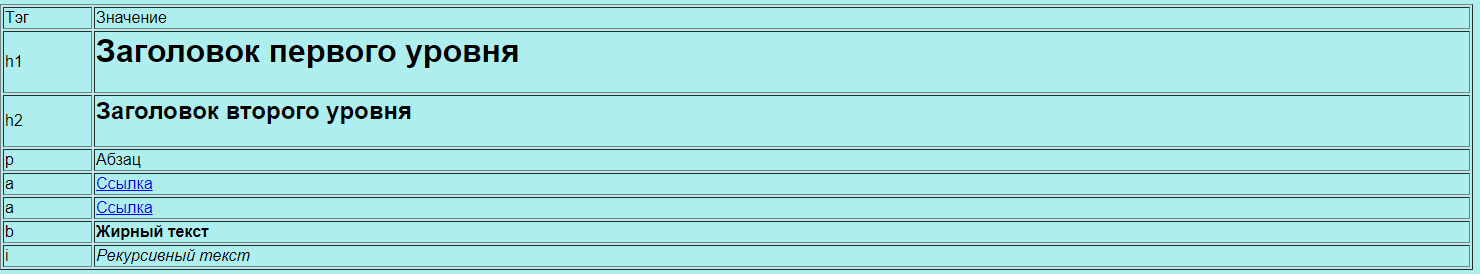 Тэг Значение
h1 Заголовок первого уровня
h2 Заголовок второго уровня
p Абзац
a Ссылка
a Ссылка
b Жирный текст
i Рекурсивный текст